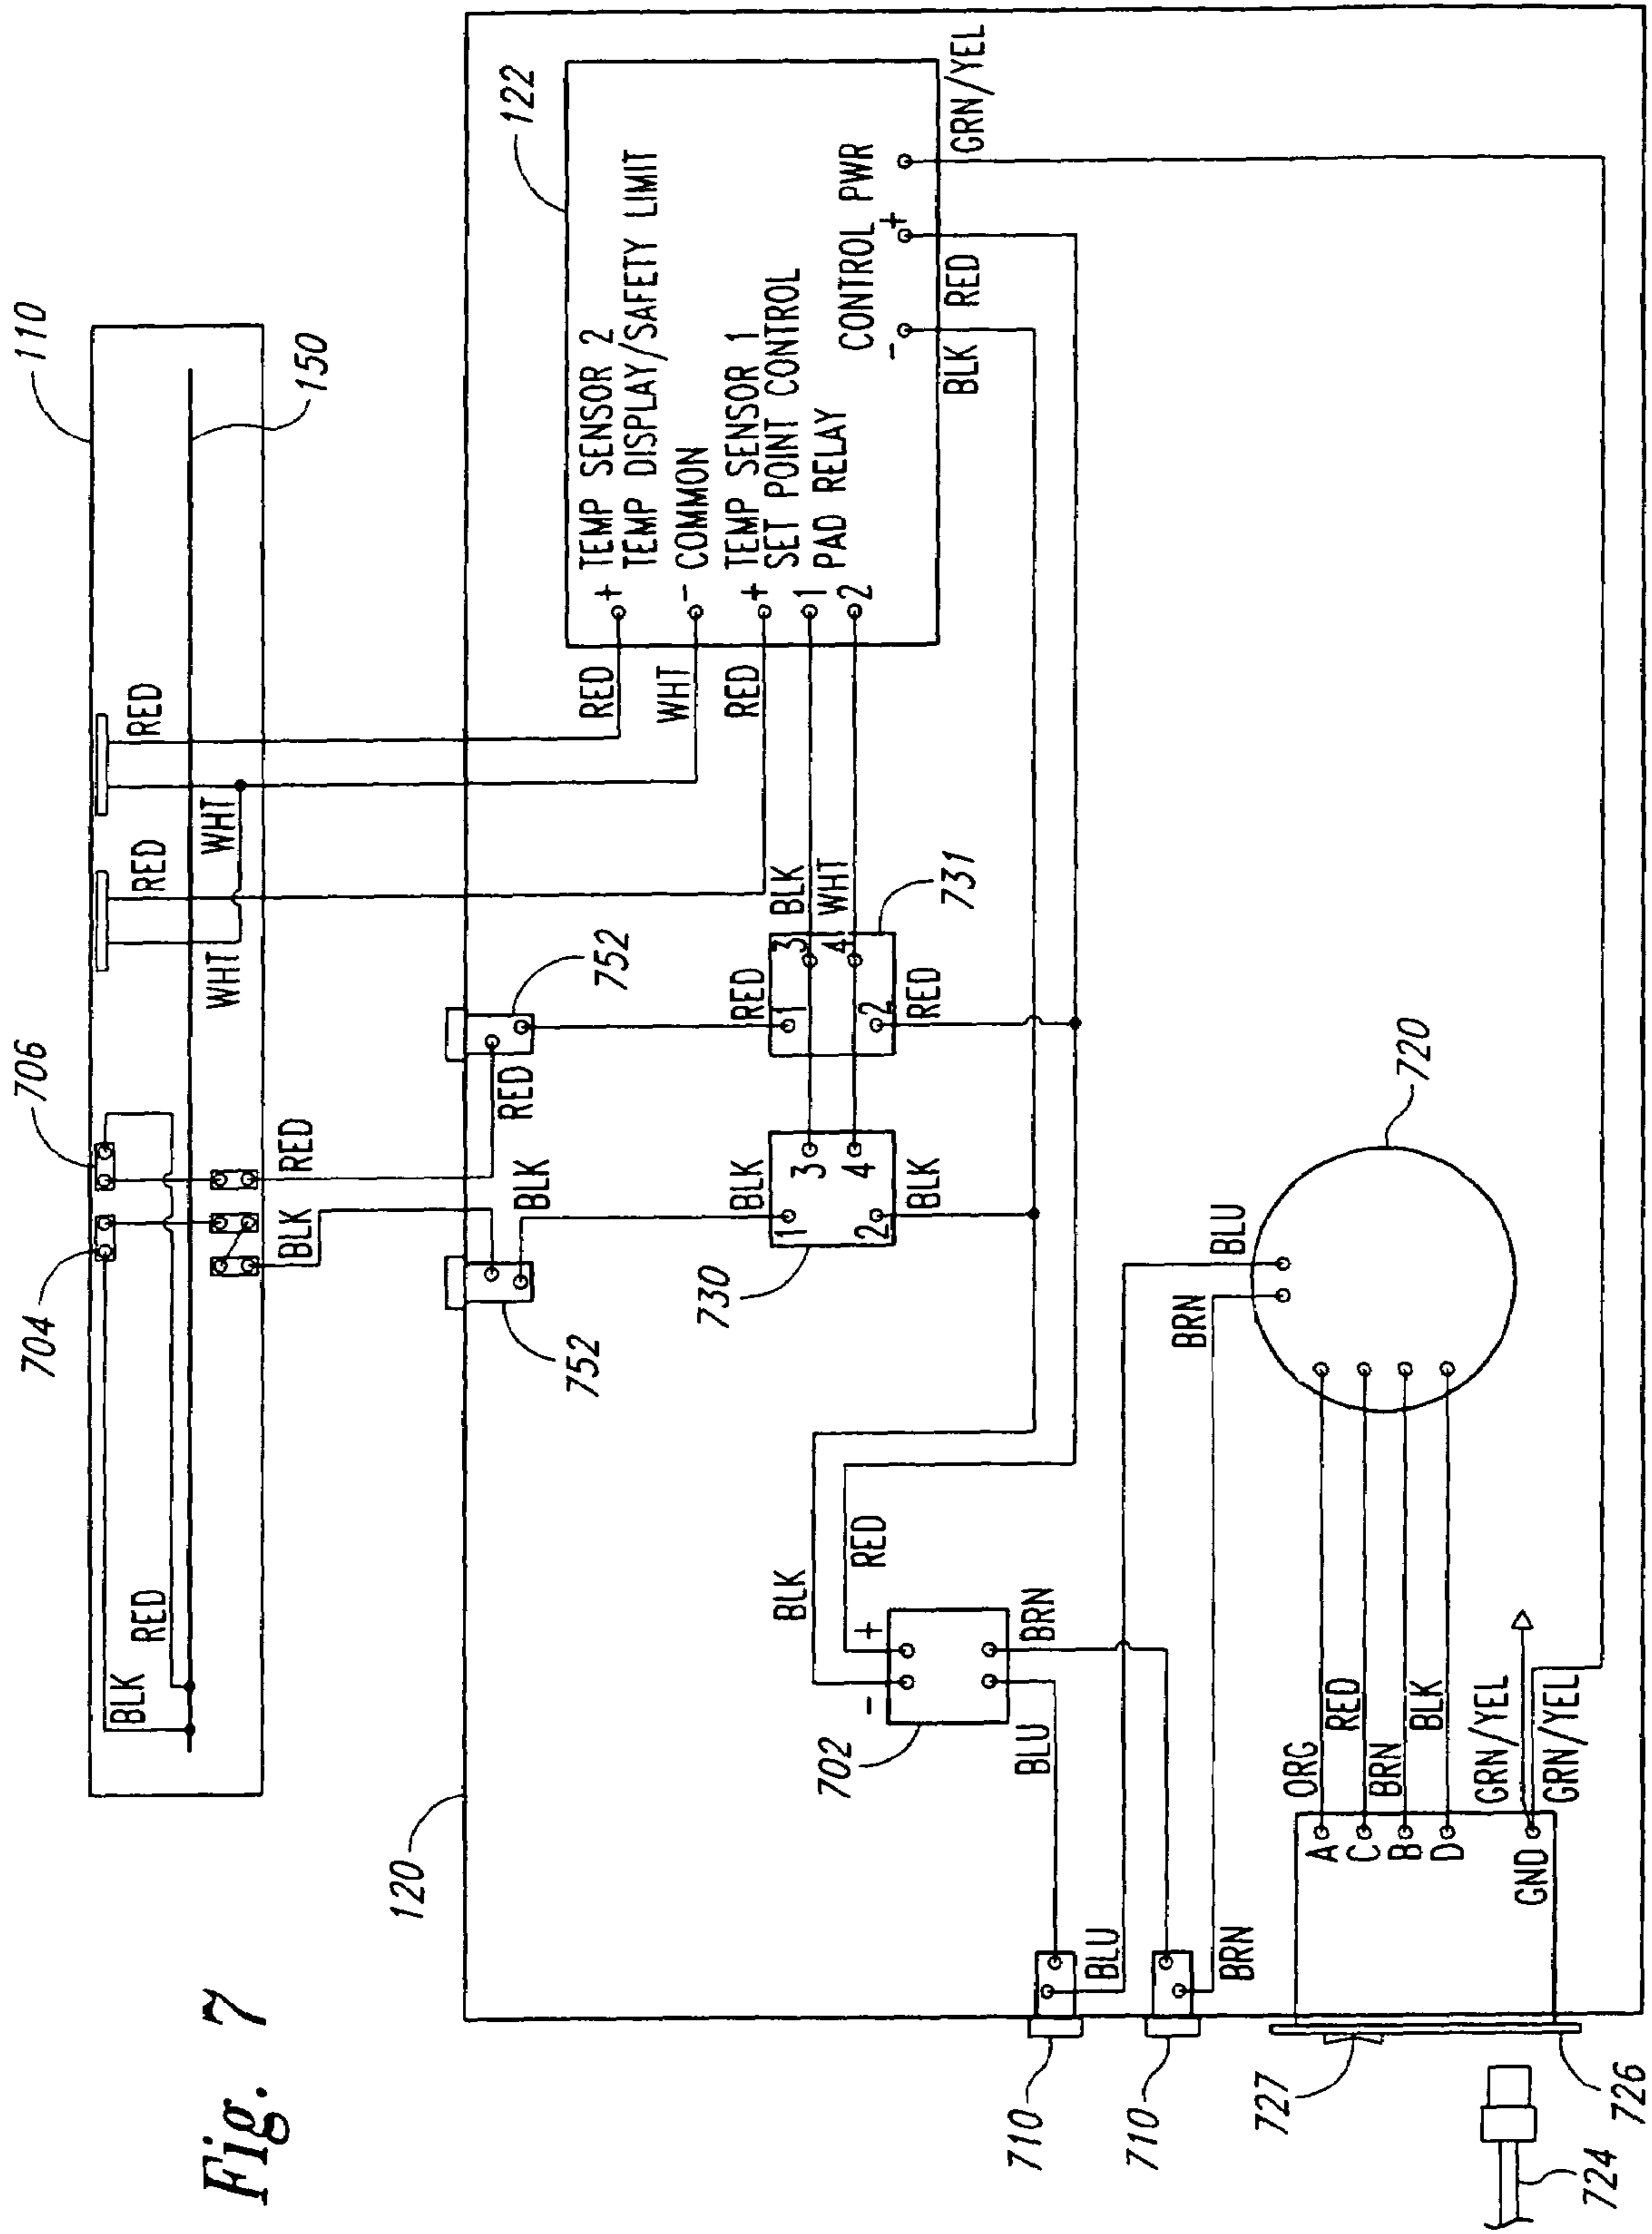 704
706
110
BLK
RED
RED
RED
WHT
WHT
Fig. 7
BLK
RED
150
120
RED
BLK
122
752
752
RED
+ TEMP SENSOR 2
TEMP DISPLAY/SAFETY LIMIT
WHT
- COMMON
730
BLK
RED
RED
+ TEMP SENSOR 1
SET POINT CONTROL
1
3
1
3
BLK
1 PAD RELAY
2
4
2
4
WHT
2
BLK
RED
731
BLK
RED
- +
CONTROL PWR
- +
BLK
RED
GRN/YEL
702
BLU
BRN
710
BLU
710
BRN
BRN
BLU
720
727
A
ORG
C
RED
B
BRN
D
BLK
GRN/YEL
GND
GRN/YEL
724
726